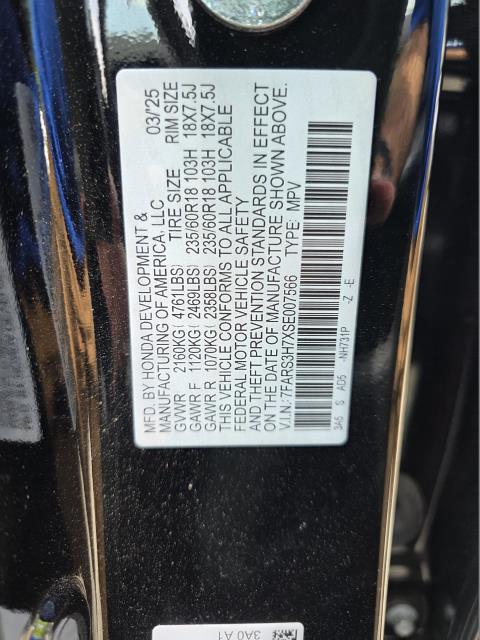 MFD. BY HONDA DEVELOPMENT & 03/25
MANUFACTURING OF AMERICA, LLC
TIRE SIZE RIM SIZE
GVWR 2160KG( 4761LBS)
GAWR F 1120KG( 2469LBS) 235/60R18 103H 18X7.5J
GAWR R 1070KG( 2358LBS) 235/60R18 103H 18X7.5J
THIS VEHICLE CONFORMS TO ALL APPLICABLE
FEDERAL MOTOR VEHICLE SAFETY
AND THEFT PREVENTION STANDARDS IN EFFECT
ON THE DATE OF MANUFACTURE SHOWN ABOVE.
V.I.N.: 7FARS3H7XSE007566 TYPE: MPV
3A5 S AD5 -NH731P -Z -E
3A0 A1